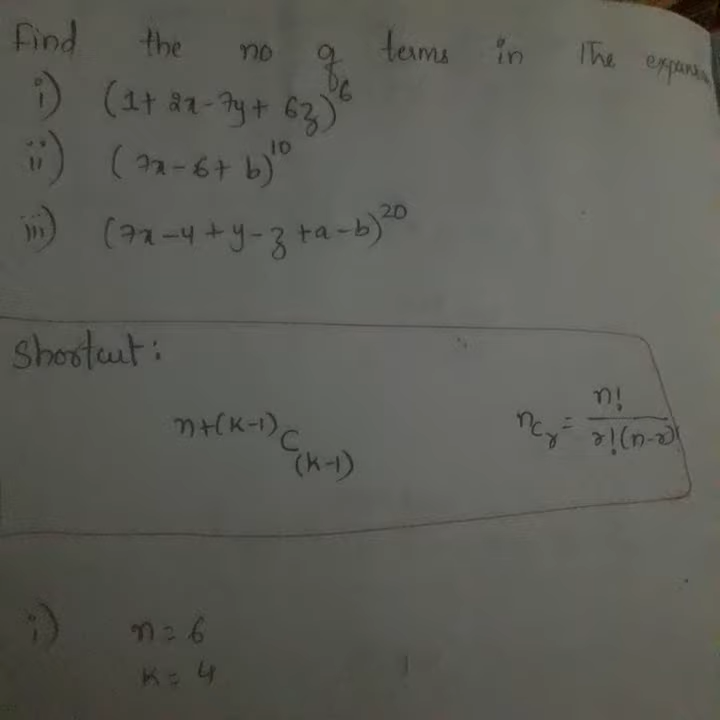 Find the no of terms in The expans
i) (1+ 2x-7y+ 6z)^6
ii) (7x-6+ b)^10
iii) (7x-4+y-z+a-b)^20
Shortcut:
n+(K-1)C(K-1) nCr = n!/r!(n-r)!
i) n=6
K=4